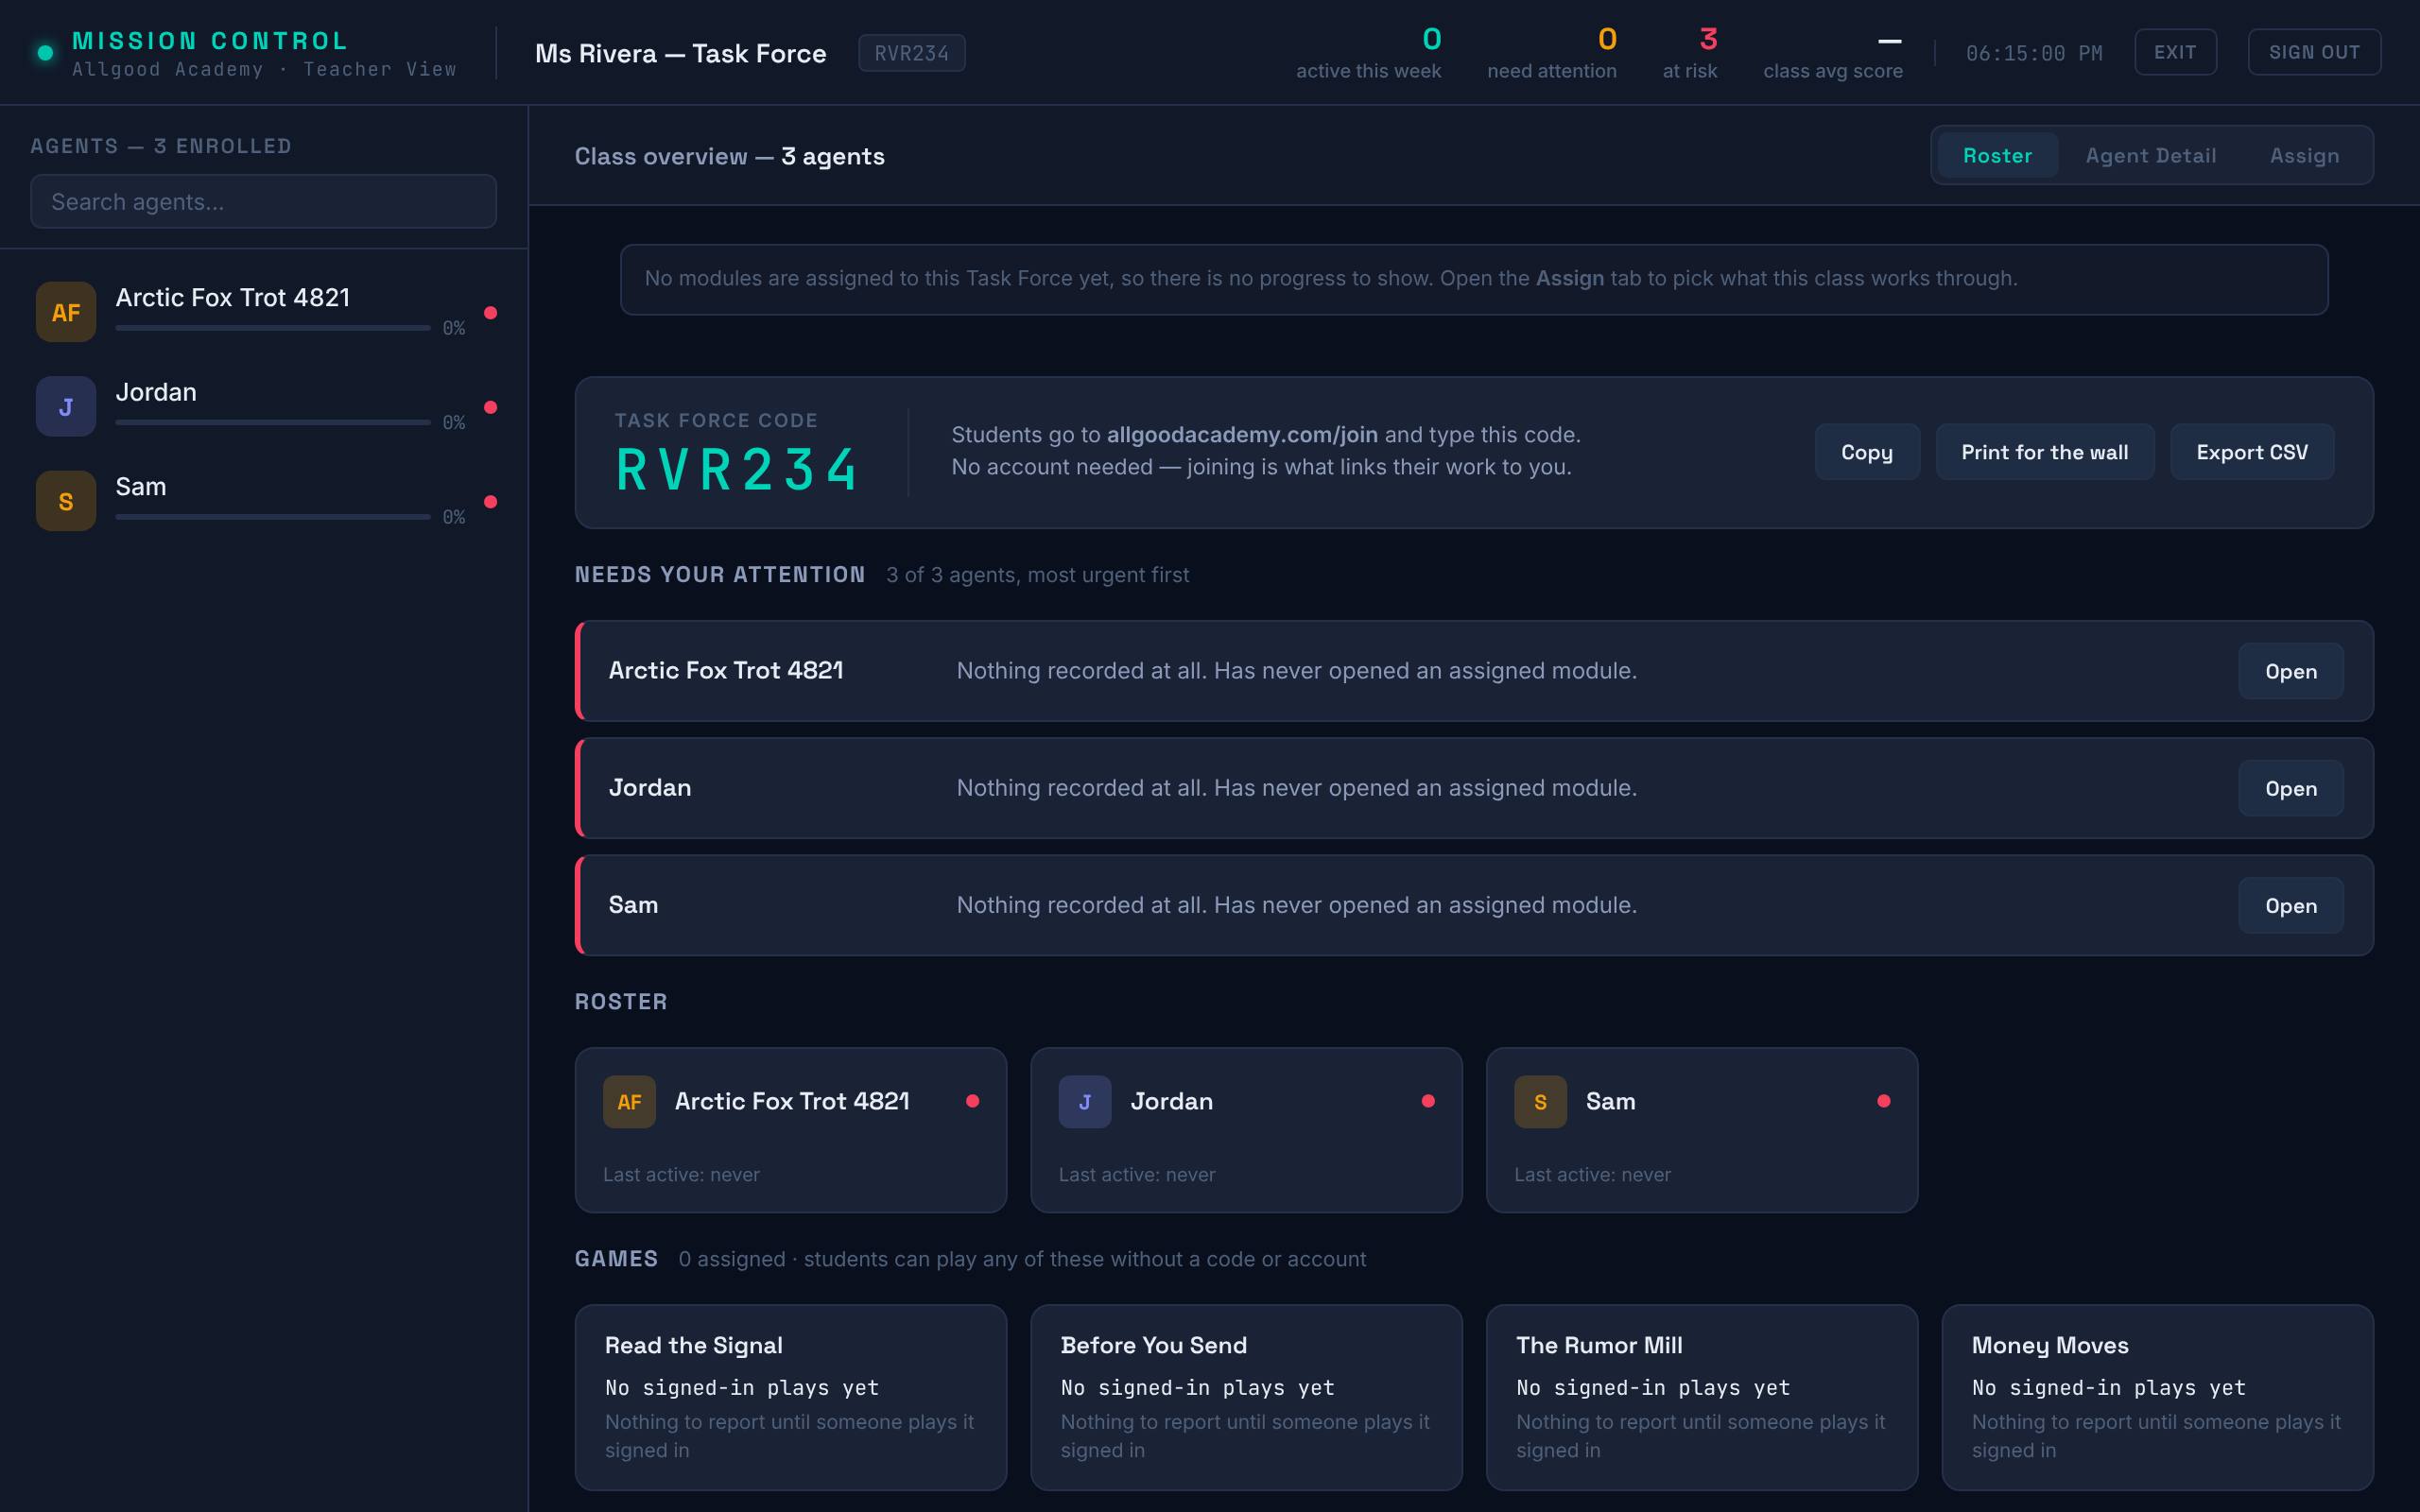 MISSION CONTROL
Allgood Academy · Teacher View
Ms Rivera — Task Force
RVR234
0
active this week
0
need attention
3
at risk
—
class avg score
06:15:00 PM
EXIT
SIGN OUT
AGENTS — 3 ENROLLED
Search agents...
AF
Arctic Fox Trot 4821
0%
J
Jordan
0%
S
Sam
0%
Class overview — 3 agents
Roster
Agent Detail
Assign
No modules are assigned to this Task Force yet, so there is no progress to show. Open the Assign tab to pick what this class works through.
TASK FORCE CODE
RVR234
Students go to allgoodacademy.com/join and type this code.
No account needed — joining is what links their work to you.
Copy
Print for the wall
Export CSV
NEEDS YOUR ATTENTION 3 of 3 agents, most urgent first
Arctic Fox Trot 4821
Nothing recorded at all. Has never opened an assigned module.
Open
Jordan
Nothing recorded at all. Has never opened an assigned module.
Open
Sam
Nothing recorded at all. Has never opened an assigned module.
Open
ROSTER
AF
Arctic Fox Trot 4821
Last active: never
J
Jordan
Last active: never
S
Sam
Last active: never
GAMES 0 assigned · students can play any of these without a code or account
Read the Signal
No signed-in plays yet
Nothing to report until someone plays it
signed in
Before You Send
No signed-in plays yet
Nothing to report until someone plays it
signed in
The Rumor Mill
No signed-in plays yet
Nothing to report until someone plays it
signed in
Money Moves
No signed-in plays yet
Nothing to report until someone plays it
signed in